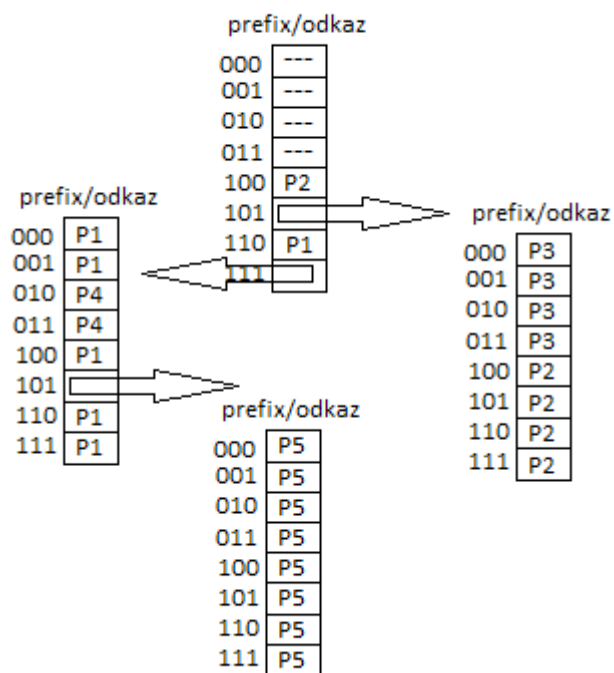 prefix/odkaz
000 ---
001 ---
010 ---
011 ---
100 P2
101
110 P1
111
prefix/odkaz
000 P1
001 P1
010 P4
011 P4
100 P1
101
110 P1
111 P1
prefix/odkaz
000 P3
001 P3
010 P3
011 P3
100 P2
101 P2
110 P2
111 P2
prefix/odkaz
000 P5
001 P5
010 P5
011 P5
100 P5
101 P5
110 P5
111 P5